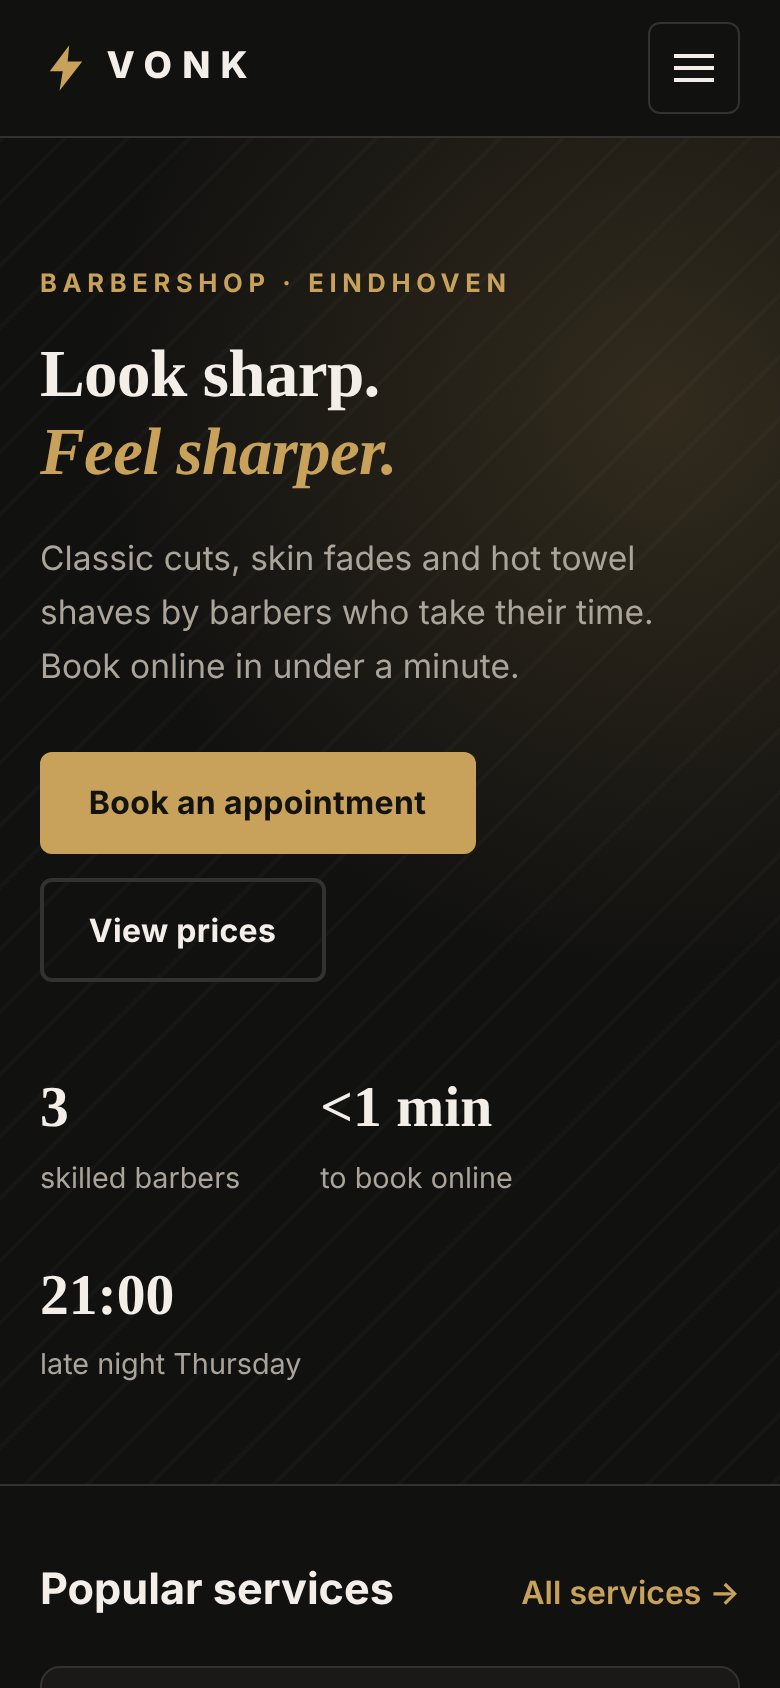 VONK
BARBERSHOP · EINDHOVEN
Look sharp.
Feel sharper.
Classic cuts, skin fades and hot towel
shaves by barbers who take their time.
Book online in under a minute.
Book an appointment
View prices
3
skilled barbers
<1 min
to book online
21:00
late night Thursday
Popular services
All services →